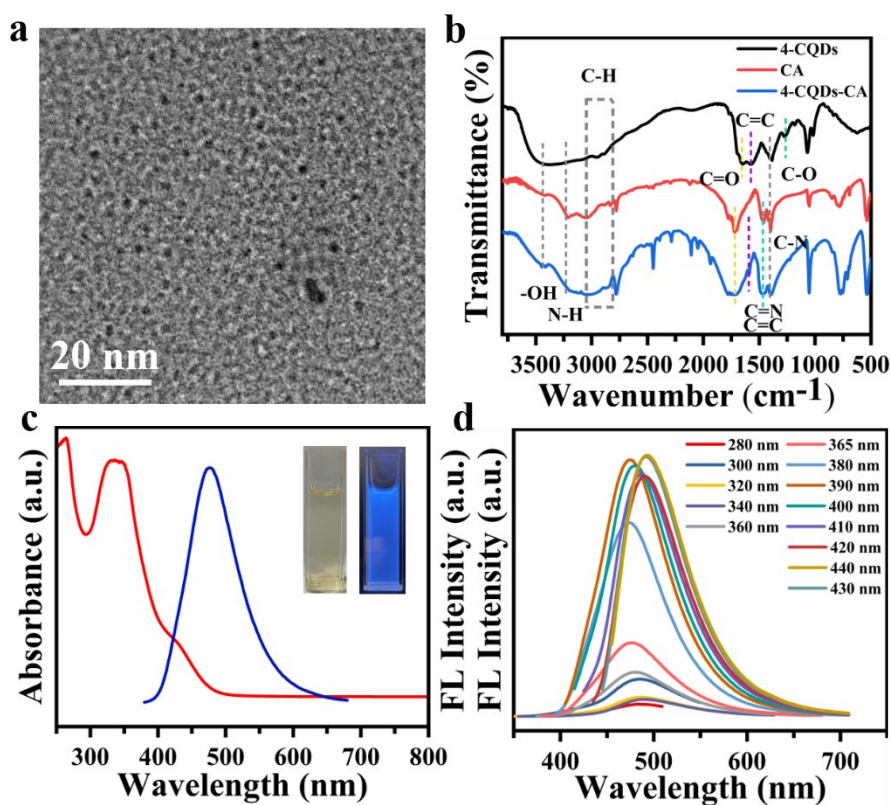 a
20 nm
b
4-CQDs
CA
4-CQDs-CA
C-H
C=C
C=O
C-O
C-N
-OH
N-H
C=N
C=C
Transmittance (%)
3500 3000 2500 2000 1500 1000 500
Wavenumber (cm-1)
c
Absorbance (a.u.)
FL Intensity (a.u.)
300 400 500 600 700 800
Wavelength (nm)
d
FL Intensity (a.u.)
280 nm 365 nm
300 nm 380 nm
320 nm 390 nm
340 nm 400 nm
360 nm 410 nm
420 nm
440 nm
430 nm
400 500 600 700
Wavelength (nm)